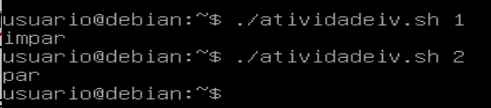 usuario@debian:~$ ./atividadeiv.sh 1
impar
usuario@debian:~$ ./atividadeiv.sh 2
par
usuario@debian:~$